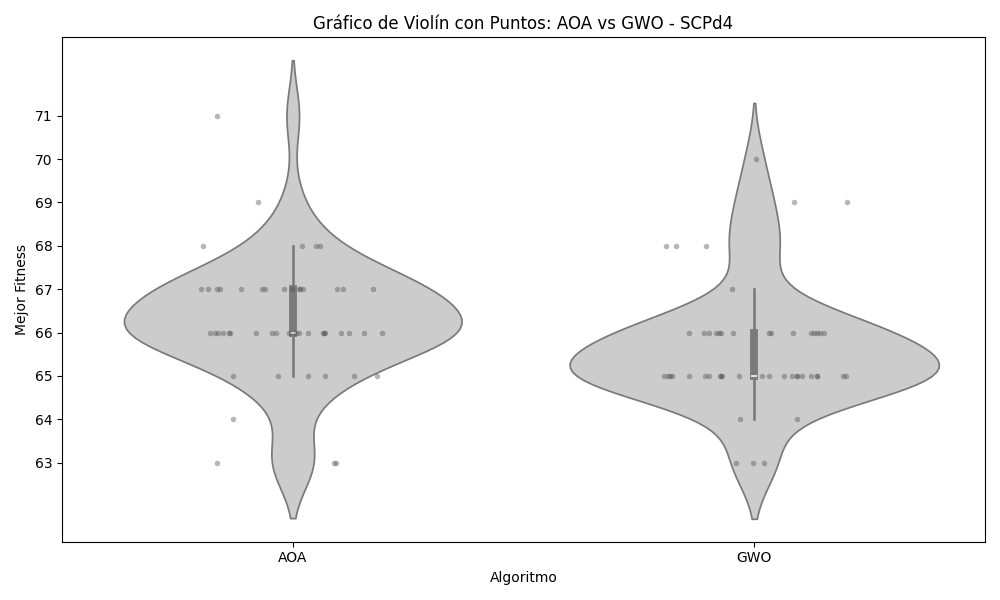 Gráfico de Violín con Puntos: AOA vs GWO - SCPd4
Mejor Fitness
71
70
69
68
67
66
65
64
63
AOA
GWO
Algoritmo